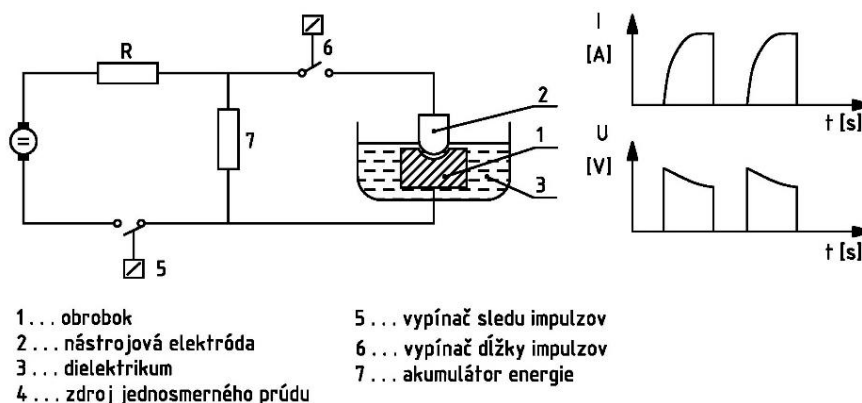 R
6
7
5
2
1
3
I
[A]
t [s]
U
[V]
t [s]
1 ... obrobok
2 ... nástrojová elektróda
3 ... dielektrikum
4 ... zdroj jednosmerného prúdu
5 ... vypínač sledu impulzov
6 ... vypínač dĺžky impulzov
7 ... akumulátor energie